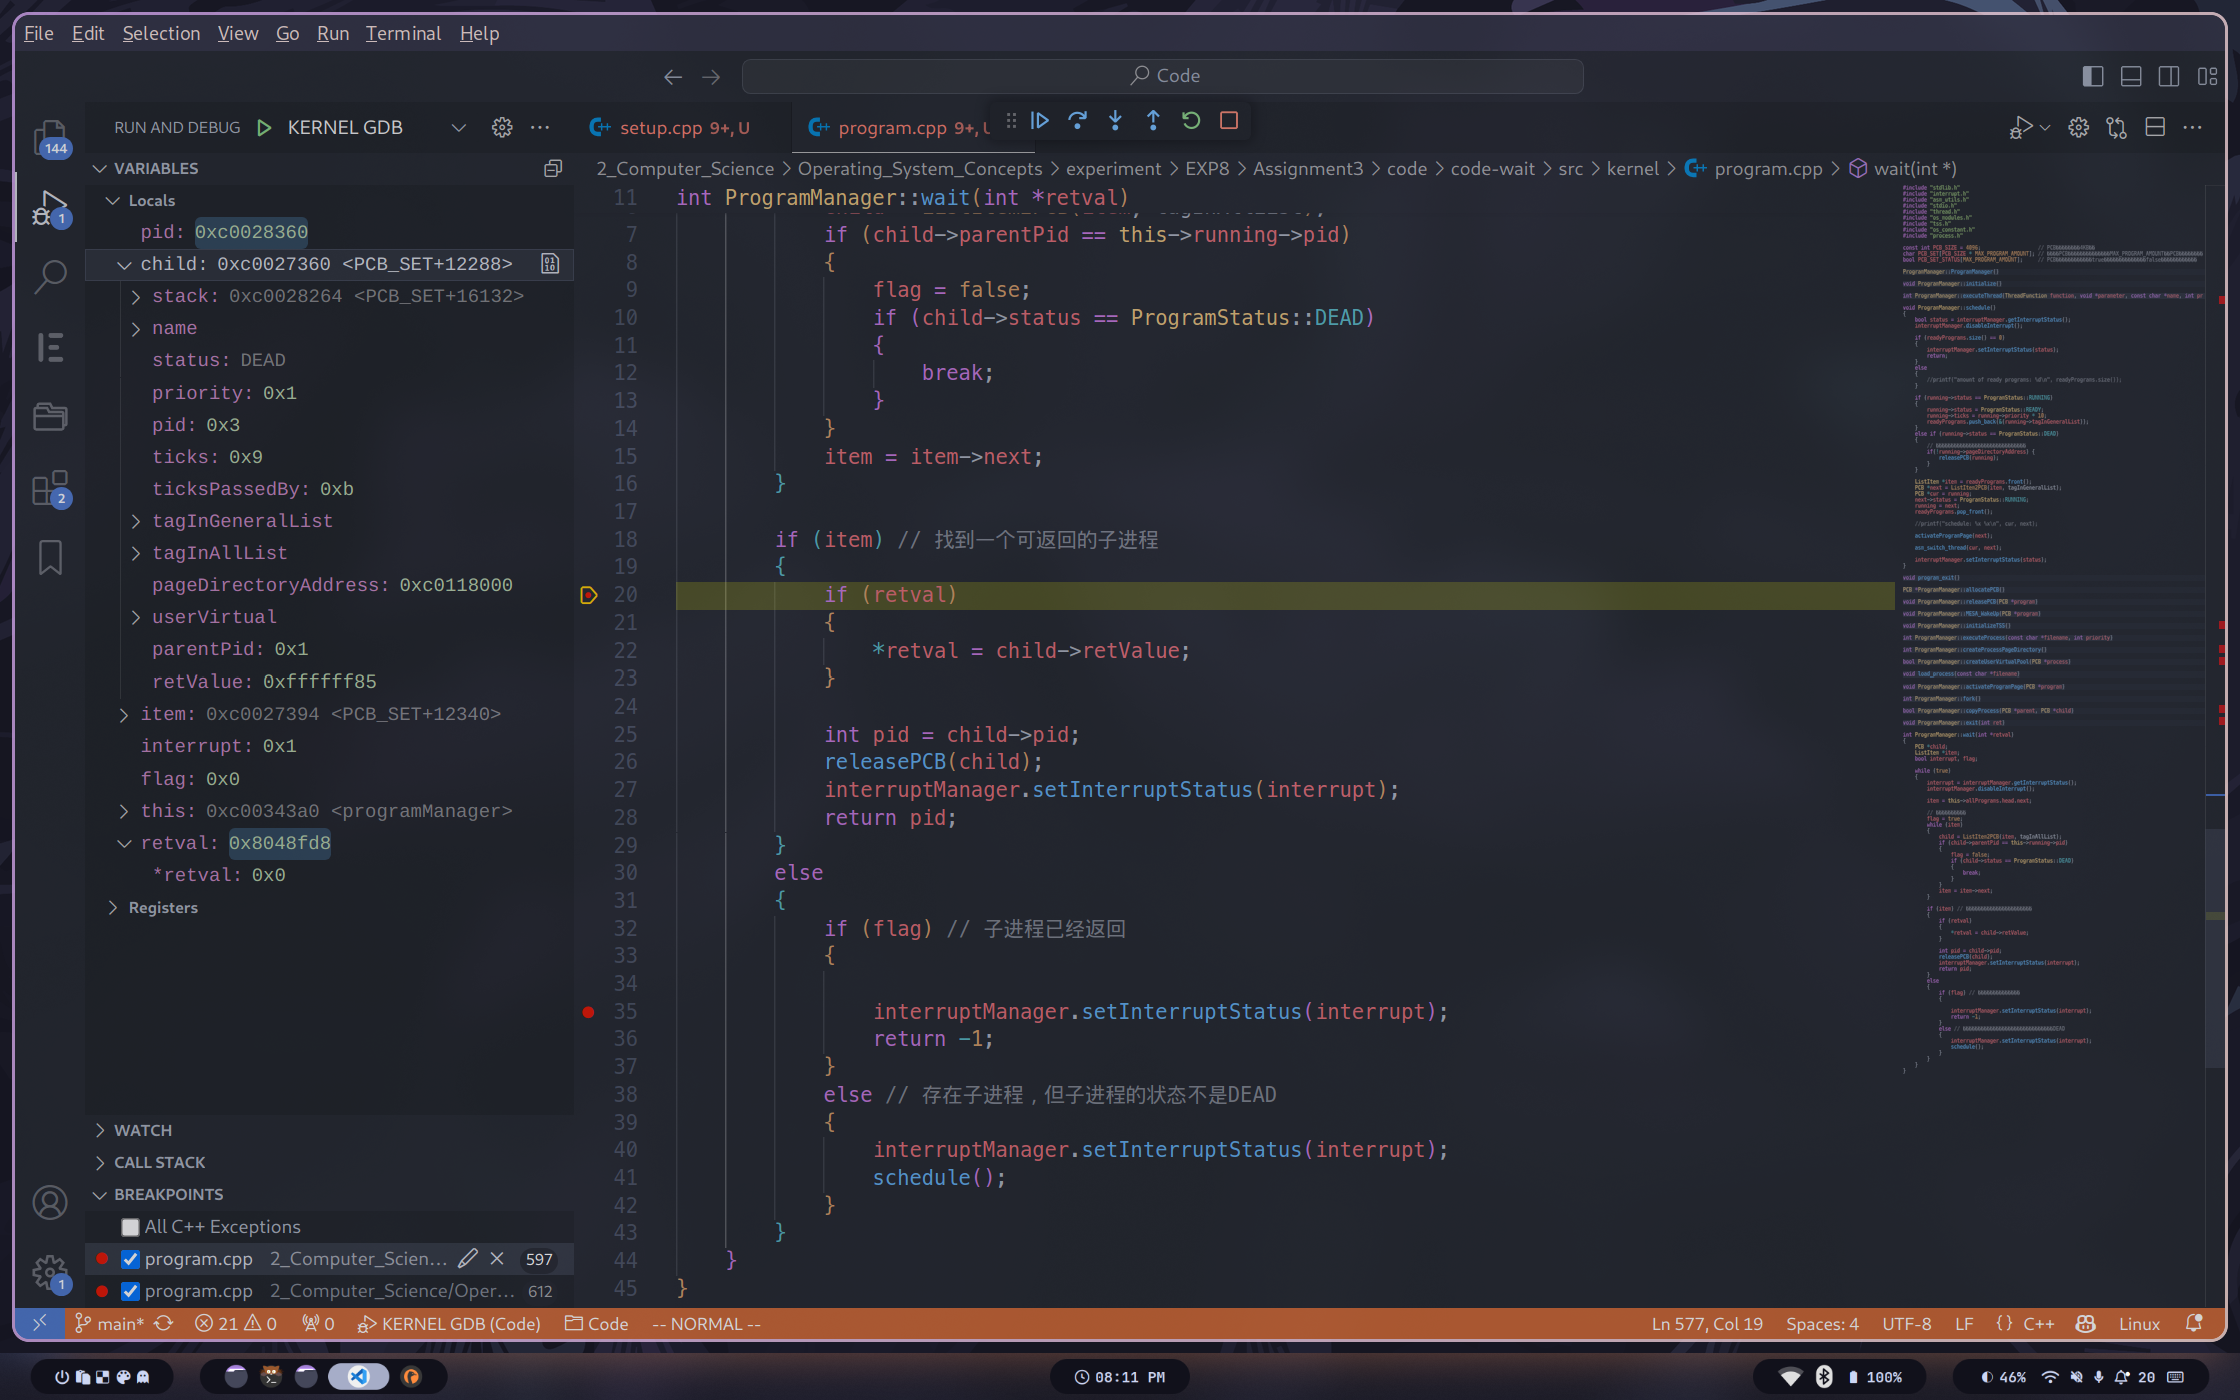 File Edit Selection View Go Run Terminal Help
Code
RUN AND DEBUG KERNEL GDB
setup.cpp 9+, U
program.cpp 9+, U
144
1
2
1
VARIABLES
Locals
pid: 0xc0028360
child: 0xc0027360 <PCB_SET+12288>
stack: 0xc0028264 <PCB_SET+16132>
name
status: DEAD
priority: 0x1
pid: 0x3
ticks: 0x9
ticksPassedBy: 0xb
tagInGeneralList
tagInAllList
pageDirectoryAddress: 0xc0118000
userVirtual
parentPid: 0x1
retValue: 0xffffff85
item: 0xc0027394 <PCB_SET+12340>
interrupt: 0x1
flag: 0x0
this: 0xc00343a0 <programManager>
retval: 0x8048fd8
*retval: 0x0
Registers
WATCH
CALL STACK
BREAKPOINTS
All C++ Exceptions
program.cpp 2_Computer_Scien... 597
program.cpp 2_Computer_Science/Oper... 612
2_Computer_Science > Operating_System_Concepts > experiment > EXP8 > Assignment3 > code > code-wait > src > kernel > program.cpp > wait(int *)
11 int ProgramManager::wait(int *retval)
7 if (child->parentPid == this->running->pid)
8 {
9 flag = false;
10 if (child->status == ProgramStatus::DEAD)
11 {
12 break;
13 }
14 }
15 item = item->next;
16 }
17
18 if (item) // 找到一个可返回的子进程
19 {
20 if (retval)
21 {
22 *retval = child->retValue;
23 }
24
25 int pid = child->pid;
26 releasePCB(child);
27 interruptManager.setInterruptStatus(interrupt);
28 return pid;
29 }
30 else
31 {
32 if (flag) // 子进程已经返回
33 {
34
35 interruptManager.setInterruptStatus(interrupt);
36 return -1;
37 }
38 else // 存在子进程，但子进程的状态不是DEAD
39 {
40 interruptManager.setInterruptStatus(interrupt);
41 schedule();
42 }
43 }
44 }
45 }
main* 21 0 0 KERNEL GDB (Code) Code -- NORMAL -- Ln 577, Col 19 Spaces: 4 UTF-8 LF {} C++ Linux
08:11 PM 100% 46% 20